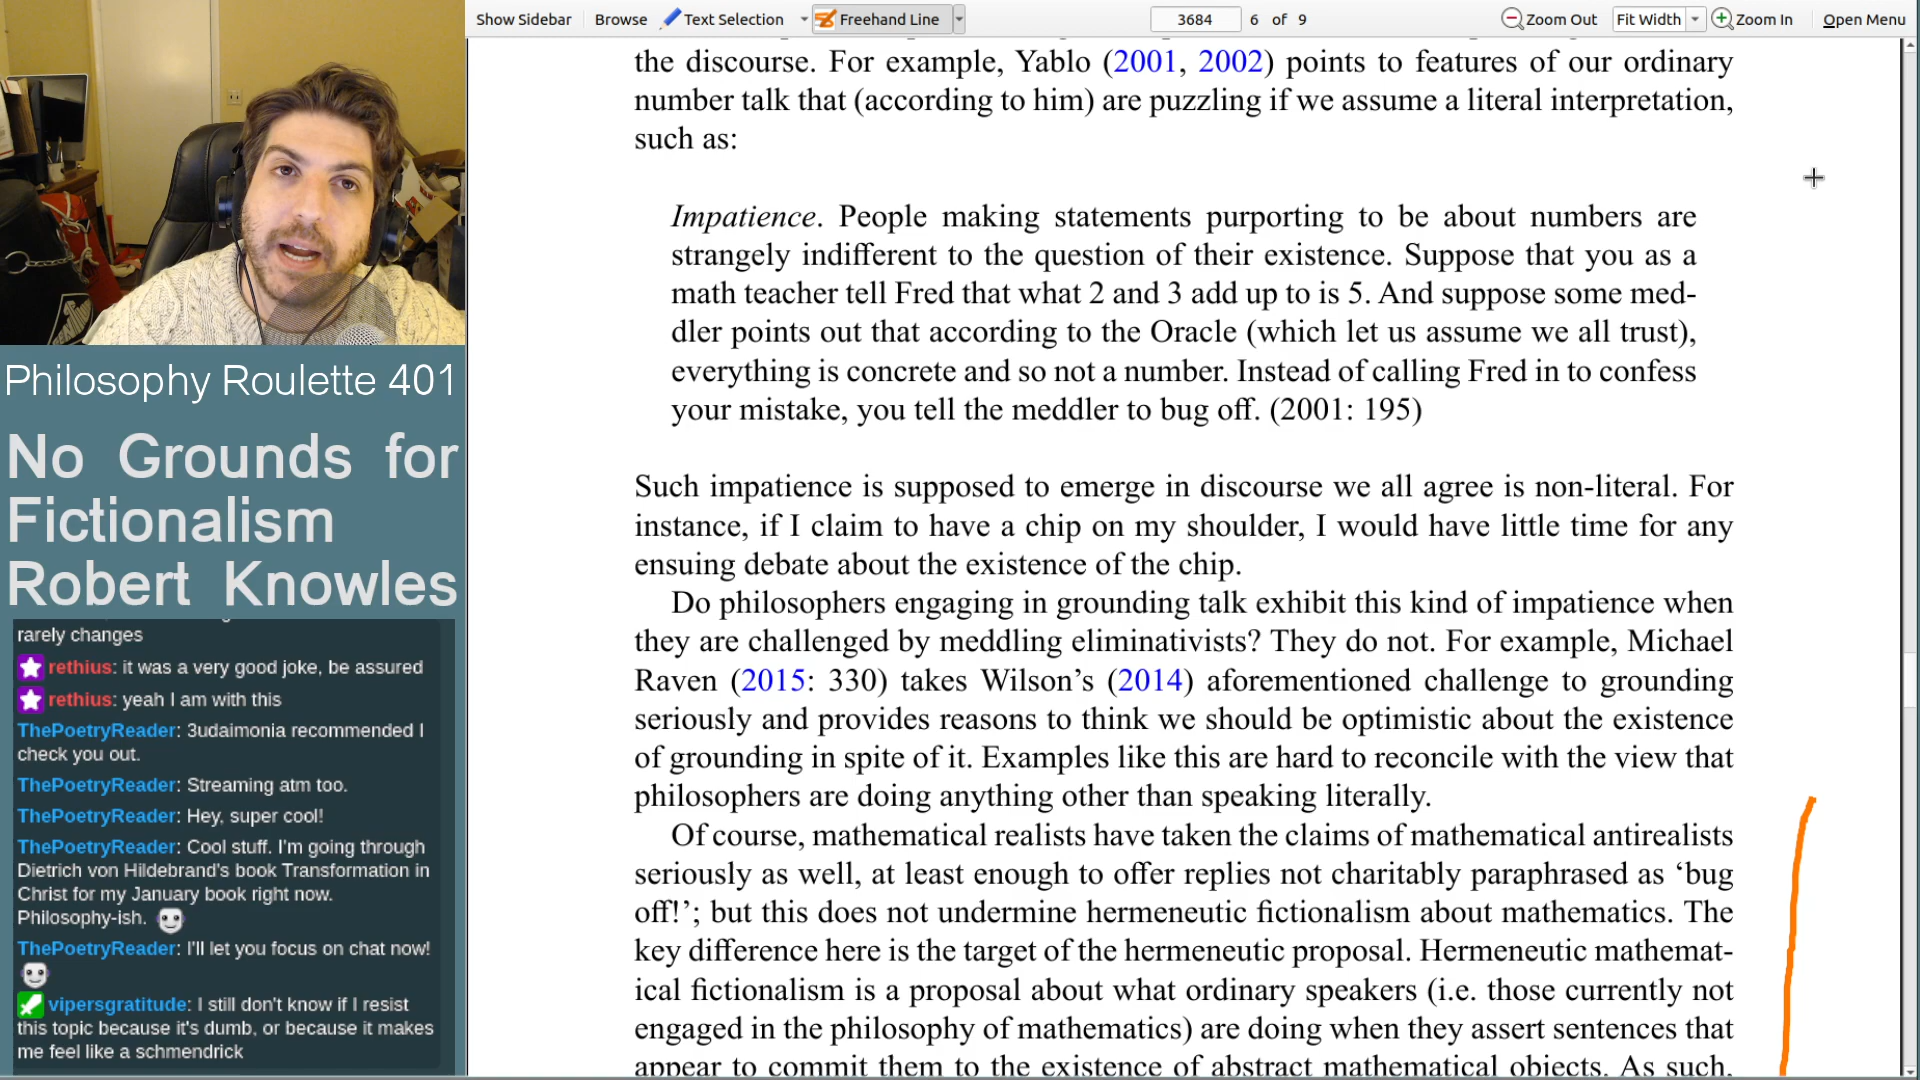 Show Sidebar Browse Text Selection Freehand Line 3684 6 of 9 Zoom Out Fit Width Zoom In Open Menu
the discourse. For example, Yablo (2001, 2002) points to features of our ordinary
number talk that (according to him) are puzzling if we assume a literal interpretation,
such as:
Impatience. People making statements purporting to be about numbers are
strangely indifferent to the question of their existence. Suppose that you as a
math teacher tell Fred that what 2 and 3 add up to is 5. And suppose some med-
dler points out that according to the Oracle (which let us assume we all trust),
everything is concrete and so not a number. Instead of calling Fred in to confess
your mistake, you tell the meddler to bug off. (2001: 195)
Such impatience is supposed to emerge in discourse we all agree is non-literal. For
instance, if I claim to have a chip on my shoulder, I would have little time for any
ensuing debate about the existence of the chip.
Do philosophers engaging in grounding talk exhibit this kind of impatience when
they are challenged by meddling eliminativists? They do not. For example, Michael
Raven (2015: 330) takes Wilson’s (2014) aforementioned challenge to grounding
seriously and provides reasons to think we should be optimistic about the existence
of grounding in spite of it. Examples like this are hard to reconcile with the view that
philosophers are doing anything other than speaking literally.
Of course, mathematical realists have taken the claims of mathematical antirealists
seriously as well, at least enough to offer replies not charitably paraphrased as ‘bug
off!’; but this does not undermine hermeneutic fictionalism about mathematics. The
key difference here is the target of the hermeneutic proposal. Hermeneutic mathemat-
ical fictionalism is a proposal about what ordinary speakers (i.e. those currently not
engaged in the philosophy of mathematics) are doing when they assert sentences that
appear to commit them to the existence of abstract mathematical objects. As such,
Philosophy Roulette 401
No Grounds for
Fictionalism
Robert Knowles
rarely changes
rethius: it was a very good joke, be assured
rethius: yeah I am with this
ThePoetryReader: 3udaimonia recommended I
check you out.
ThePoetryReader: Streaming atm too.
ThePoetryReader: Hey, super cool!
ThePoetryReader: Cool stuff. I'm going through
Dietrich von Hildebrand's book Transformation in
Christ for my January book right now.
Philosophy-ish.
ThePoetryReader: I'll let you focus on chat now!
vipersgratitude: I still don't know if I resist
this topic because it's dumb, or because it makes
me feel like a schmendrick